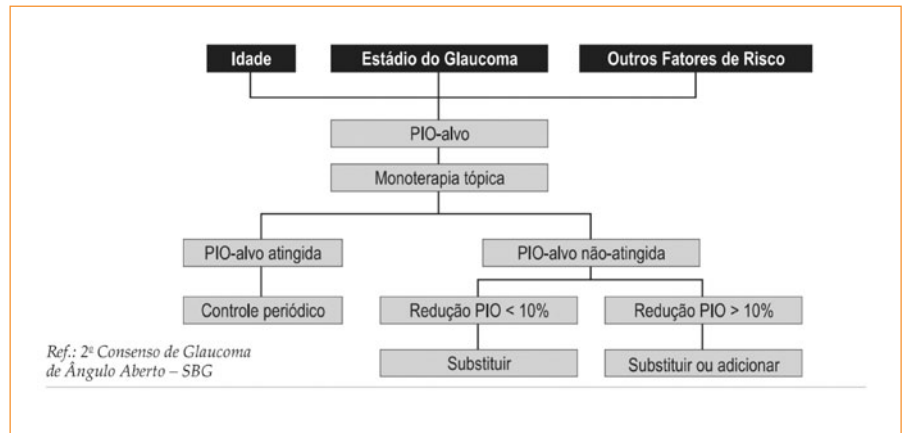 Idade
Estádio do Glaucoma
Outros Fatores de Risco
PIO-alvo
Monoterapia tópica
PIO-alvo atingida
PIO-alvo não-atingida
Controle periódico
Redução PIO < 10%
Redução PIO > 10%
Substituir
Substituir ou adicionar
Ref.: 2º Consenso de Glaucoma
de Ângulo Aberto – SBG